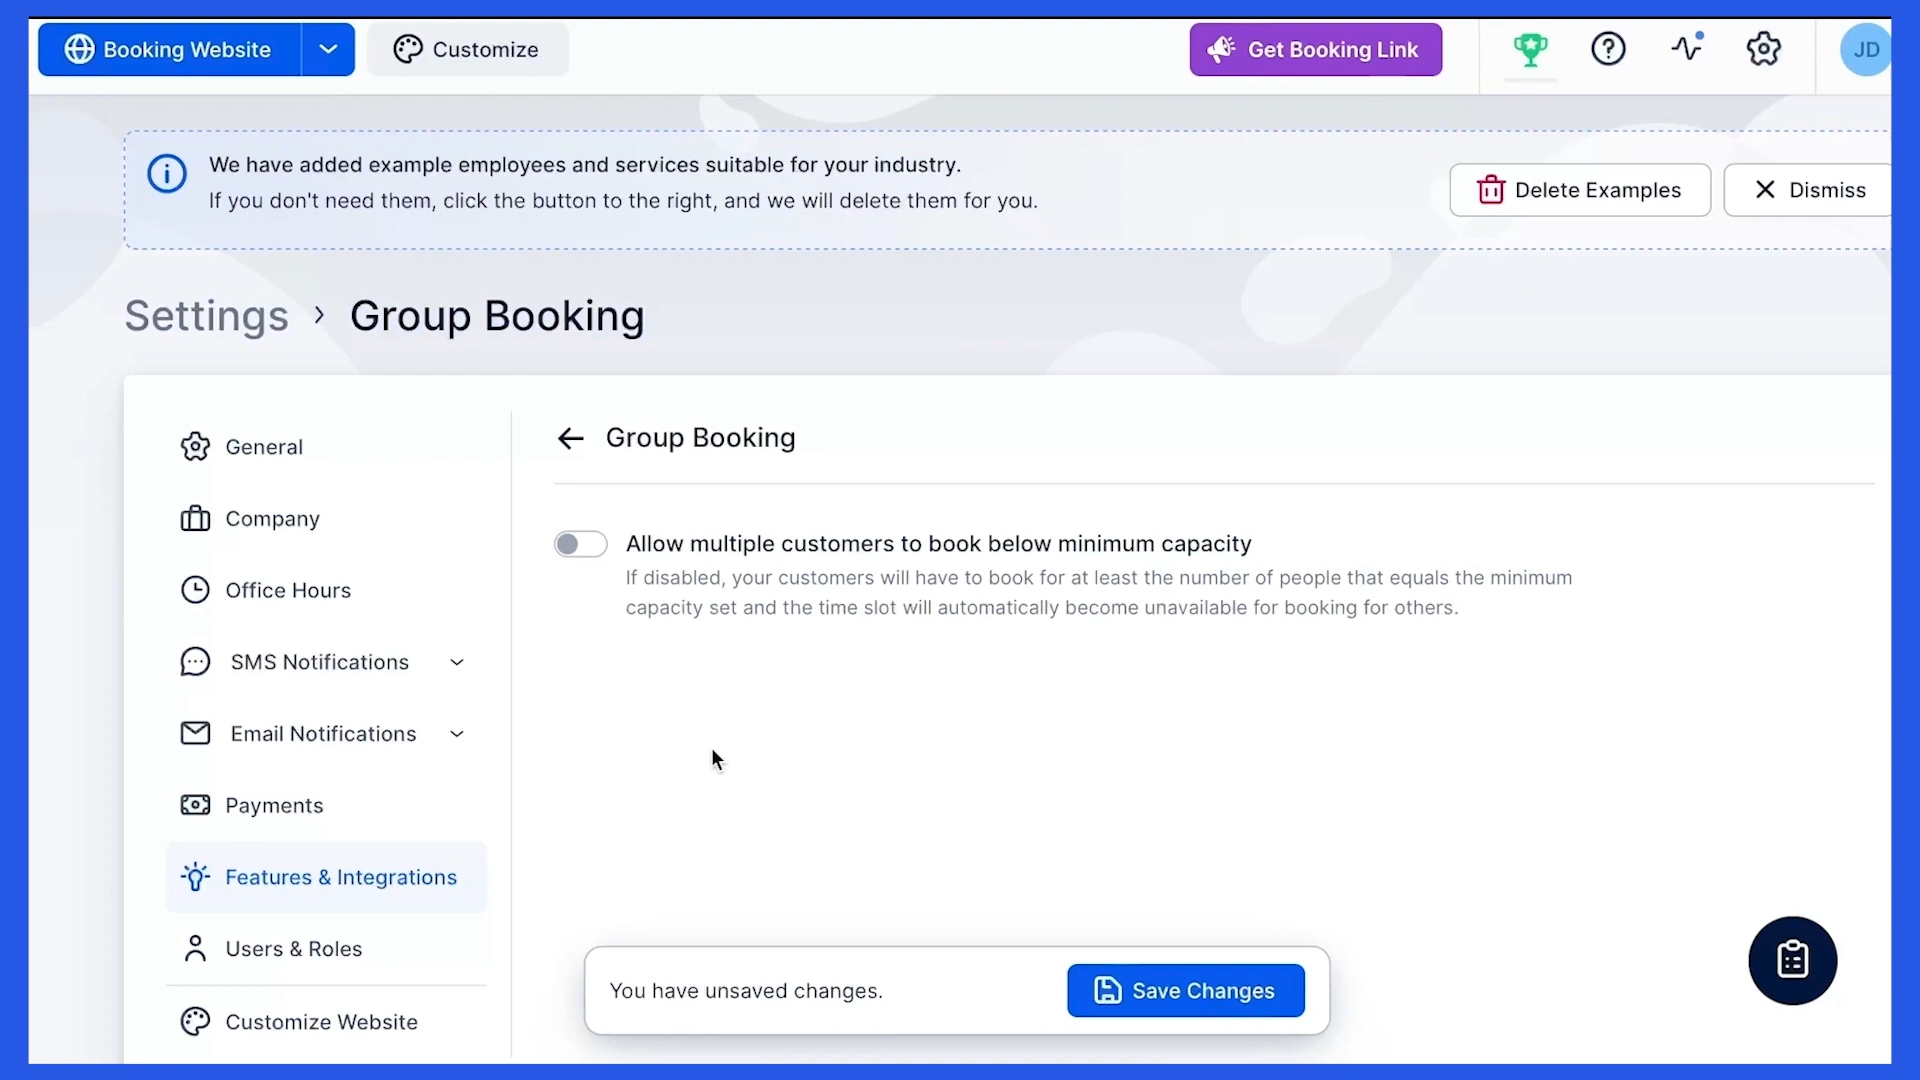 Booking Website
Customize
Get Booking Link
JD
We have added example employees and services suitable for your industry.
If you don't need them, click the button to the right, and we will delete them for you.
Delete Examples
Dismiss
Settings › Group Booking
General
Company
Office Hours
SMS Notifications
Email Notifications
Payments
Features & Integrations
Users & Roles
Customize Website
Group Booking
Allow multiple customers to book below minimum capacity
If disabled, your customers will have to book for at least the number of people that equals the minimum
capacity set and the time slot will automatically become unavailable for booking for others.
You have unsaved changes.
Save Changes